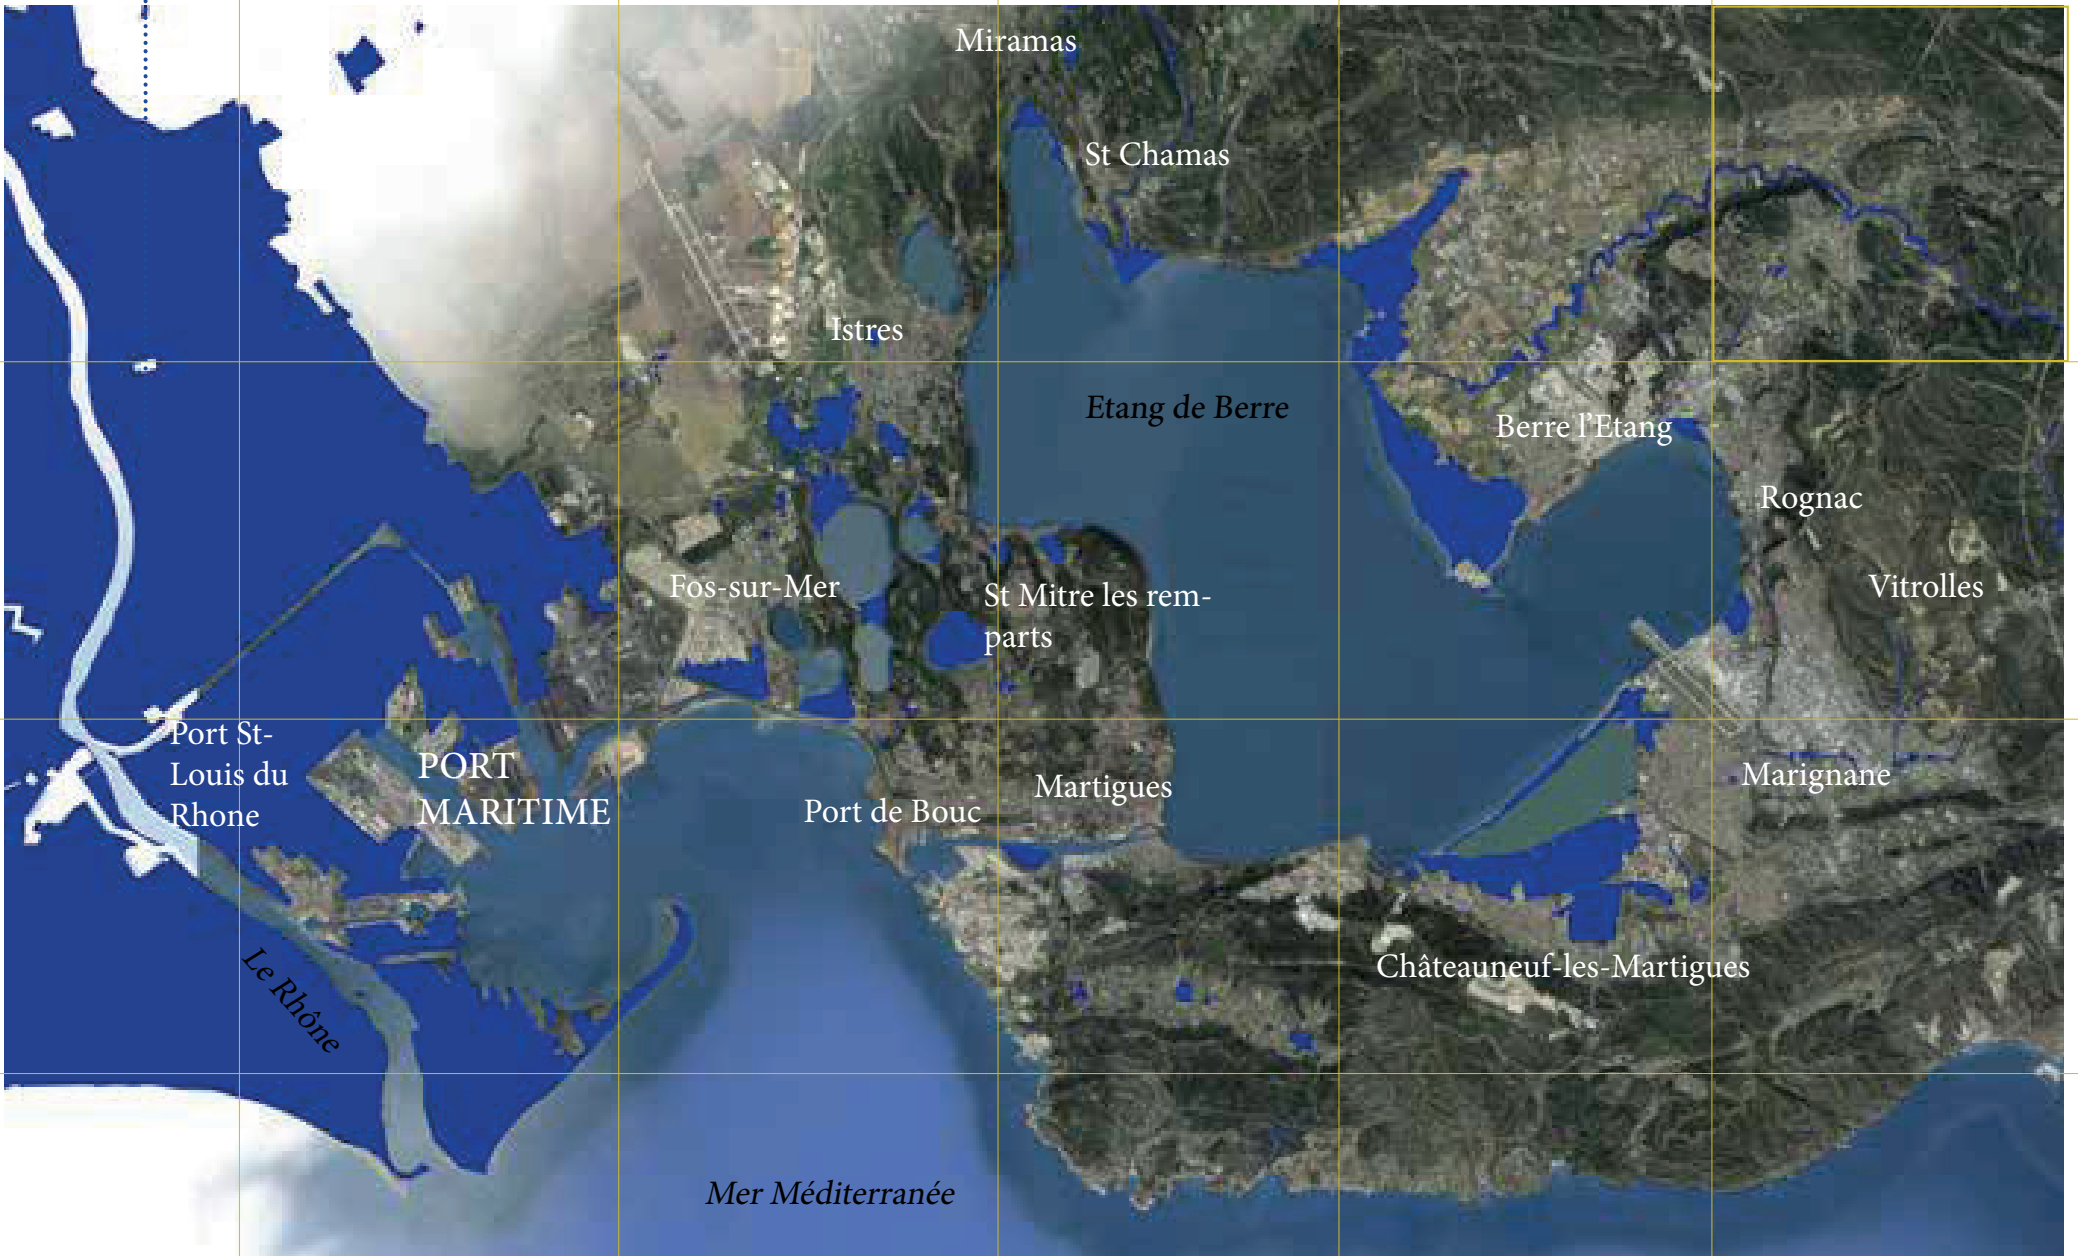 Miramas
St Chamas
Istres
Etang de Berre
Berre l'Etang
Rognac
Fos-sur-Mer
St Mitre les rem-
parts
Vitrolles
Port St-
Louis du
Rhone
PORT
MARITIME
Port de Bouc
Martigues
Marignane
Le Rhône
Châteauneuf-les-Martigues
Mer Méditerranée